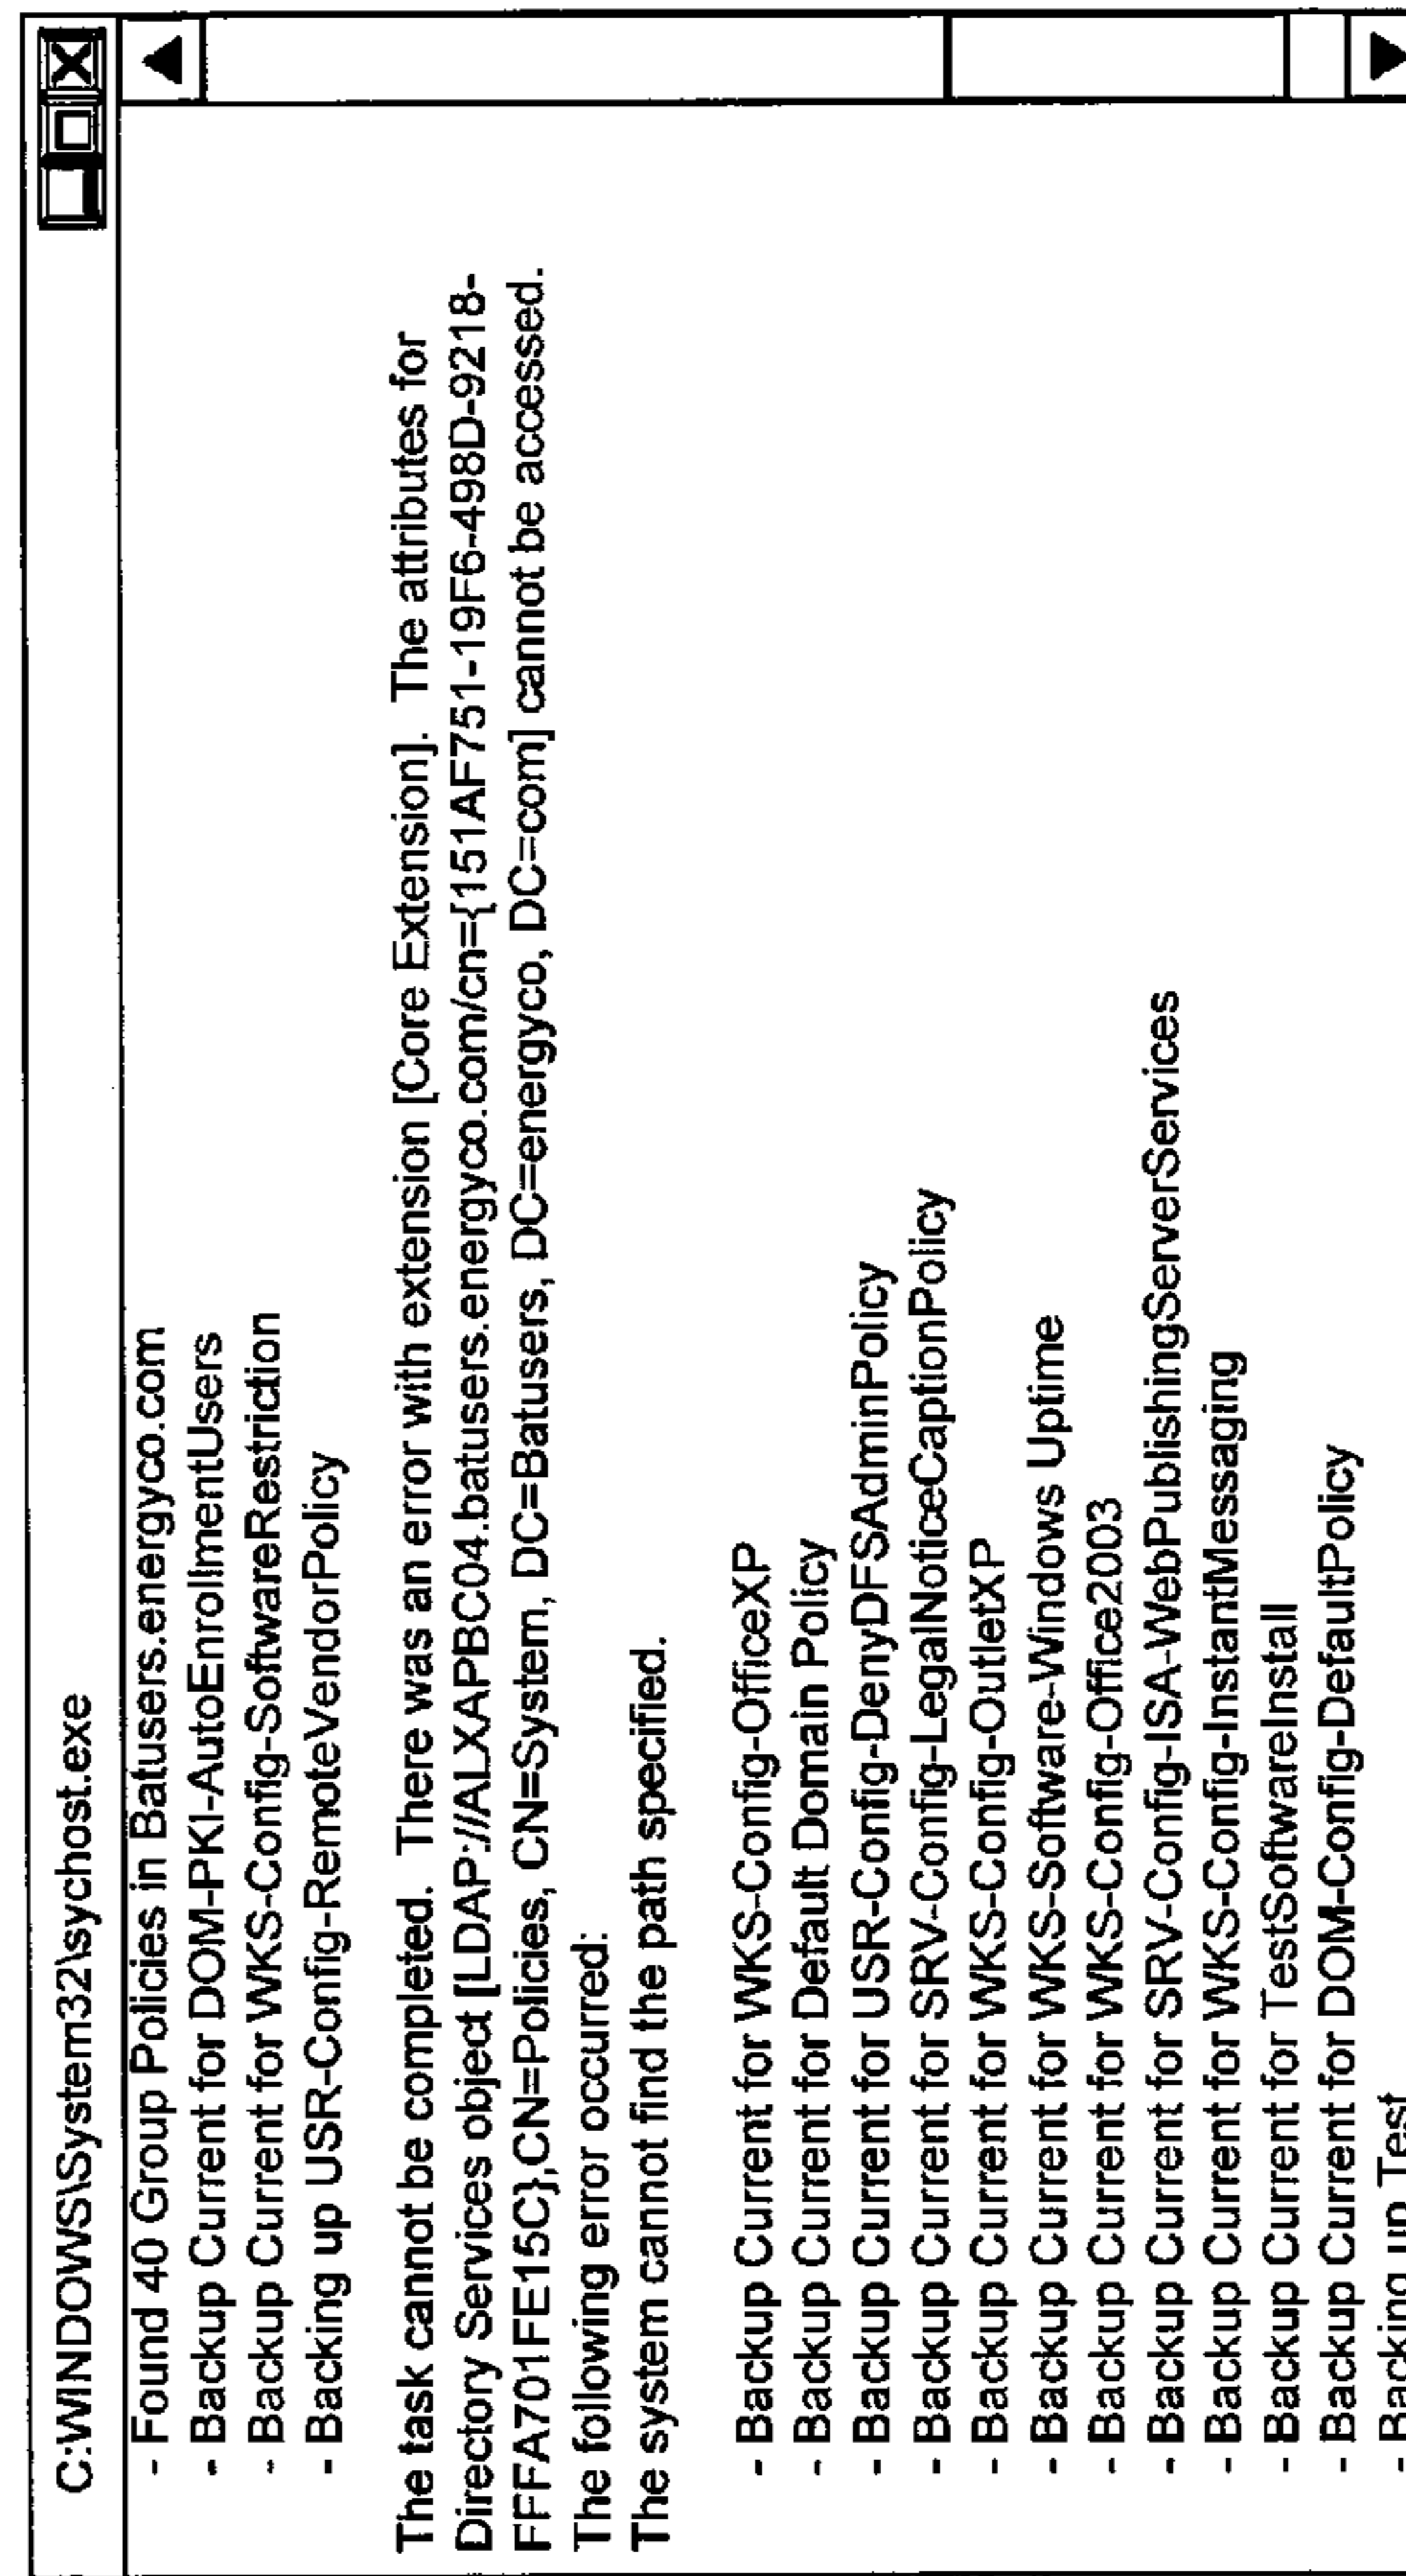 C:WINDOWS\System32\sychost.exe
- Found 40 Group Policies in Batusers.energyco.com
- Backup Current for DOM-PKI-AutoEnrollmentUsers
- Backup Current for WKS-Config-SoftwareRestriction
- Backing up USR-Config-RemoteVendorPolicy
The task cannot be completed. There was an error with extension [Core Extension]. The attributes for
Directory Services object [LDAP://ALXAPBC04.batusers.energyco.com/cn={151AF751-19F6-498D-9218-
FFFA701FE15C},CN=Policies, CN=System, DC=Batusers, DC=energyco, DC=com] cannot be accessed.
The following error occurred:
The system cannot find the path specified.
- Backup Current for WKS-Config-OfficeXP
- Backup Current for Default Domain Policy
- Backup Current for USR-Config-DenyDFSAdminPolicy
- Backup Current for SRV-Config-LegalNoticeCaptionPolicy
- Backup Current for WKS-Config-OutletXP
- Backup Current for WKS-Software-Windows Uptime
- Backup Current for WKS-Config-Office2003
- Backup Current for SRV-Config-ISA-WebPublishingServerServices
- Backup Current for WKS-Config-InstantMessaging
- Backup Current for TestSoftwareInstall
- Backup Current for DOM-Config-DefaultPolicy
- Backing up Test